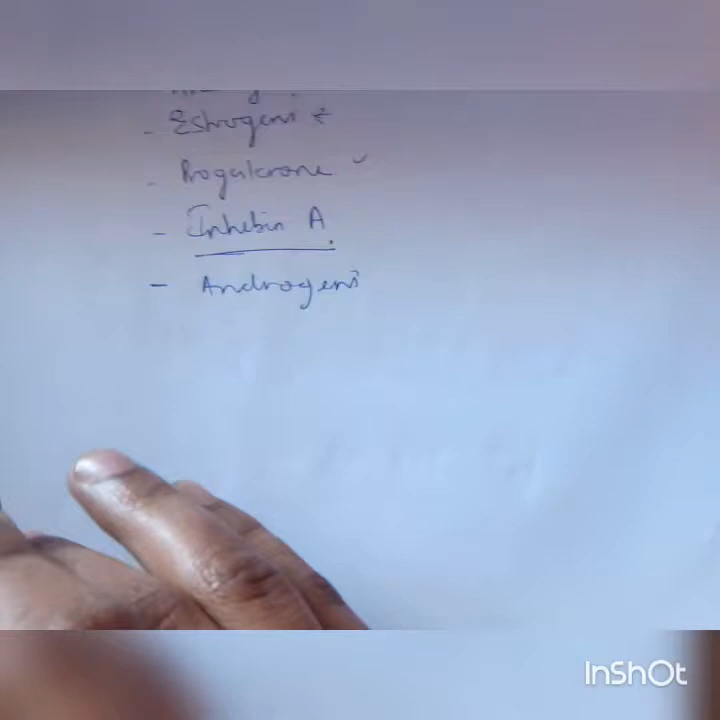 - Estrogens
- Progesterone ✓
- Inhibin A.
- Androgens
InShOt